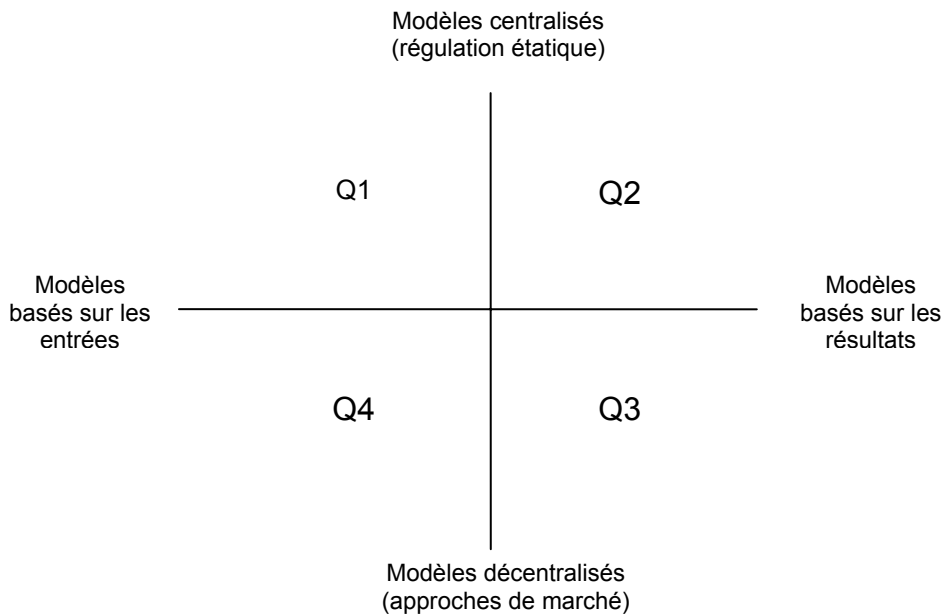 Modèles centralisés
(régulation étatique)
Q1
Q2
Modèles
basés sur les
entrées
Modèles
basés sur les
résultats
Q4
Q3
Modèles décentralisés
(approches de marché)